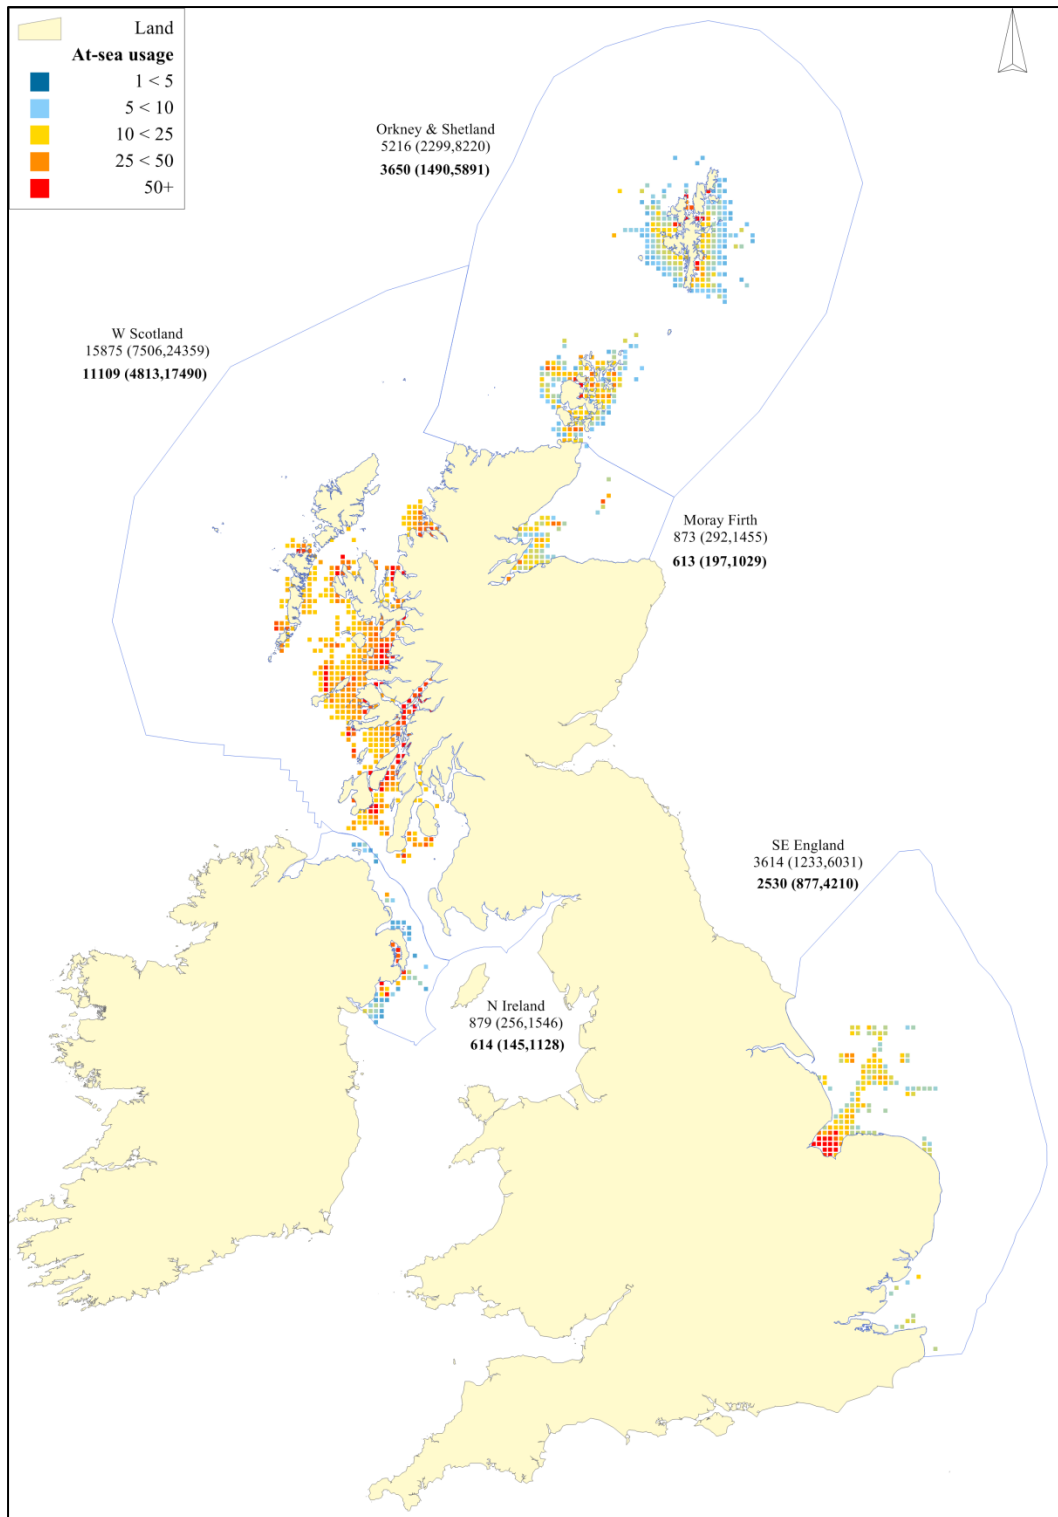 Land
At-sea usage
1 < 5
5 < 10
10 < 25
25 < 50
50+
Orkney & Shetland
5216 (2299,8220)
3650 (1490,5891)
W Scotland
15875 (7506,24359)
11109 (4813,17490)
Moray Firth
873 (292,1455)
613 (197,1029)
SE England
3614 (1233,6031)
2530 (877,4210)
N Ireland
879 (256,1546)
614 (145,1128)